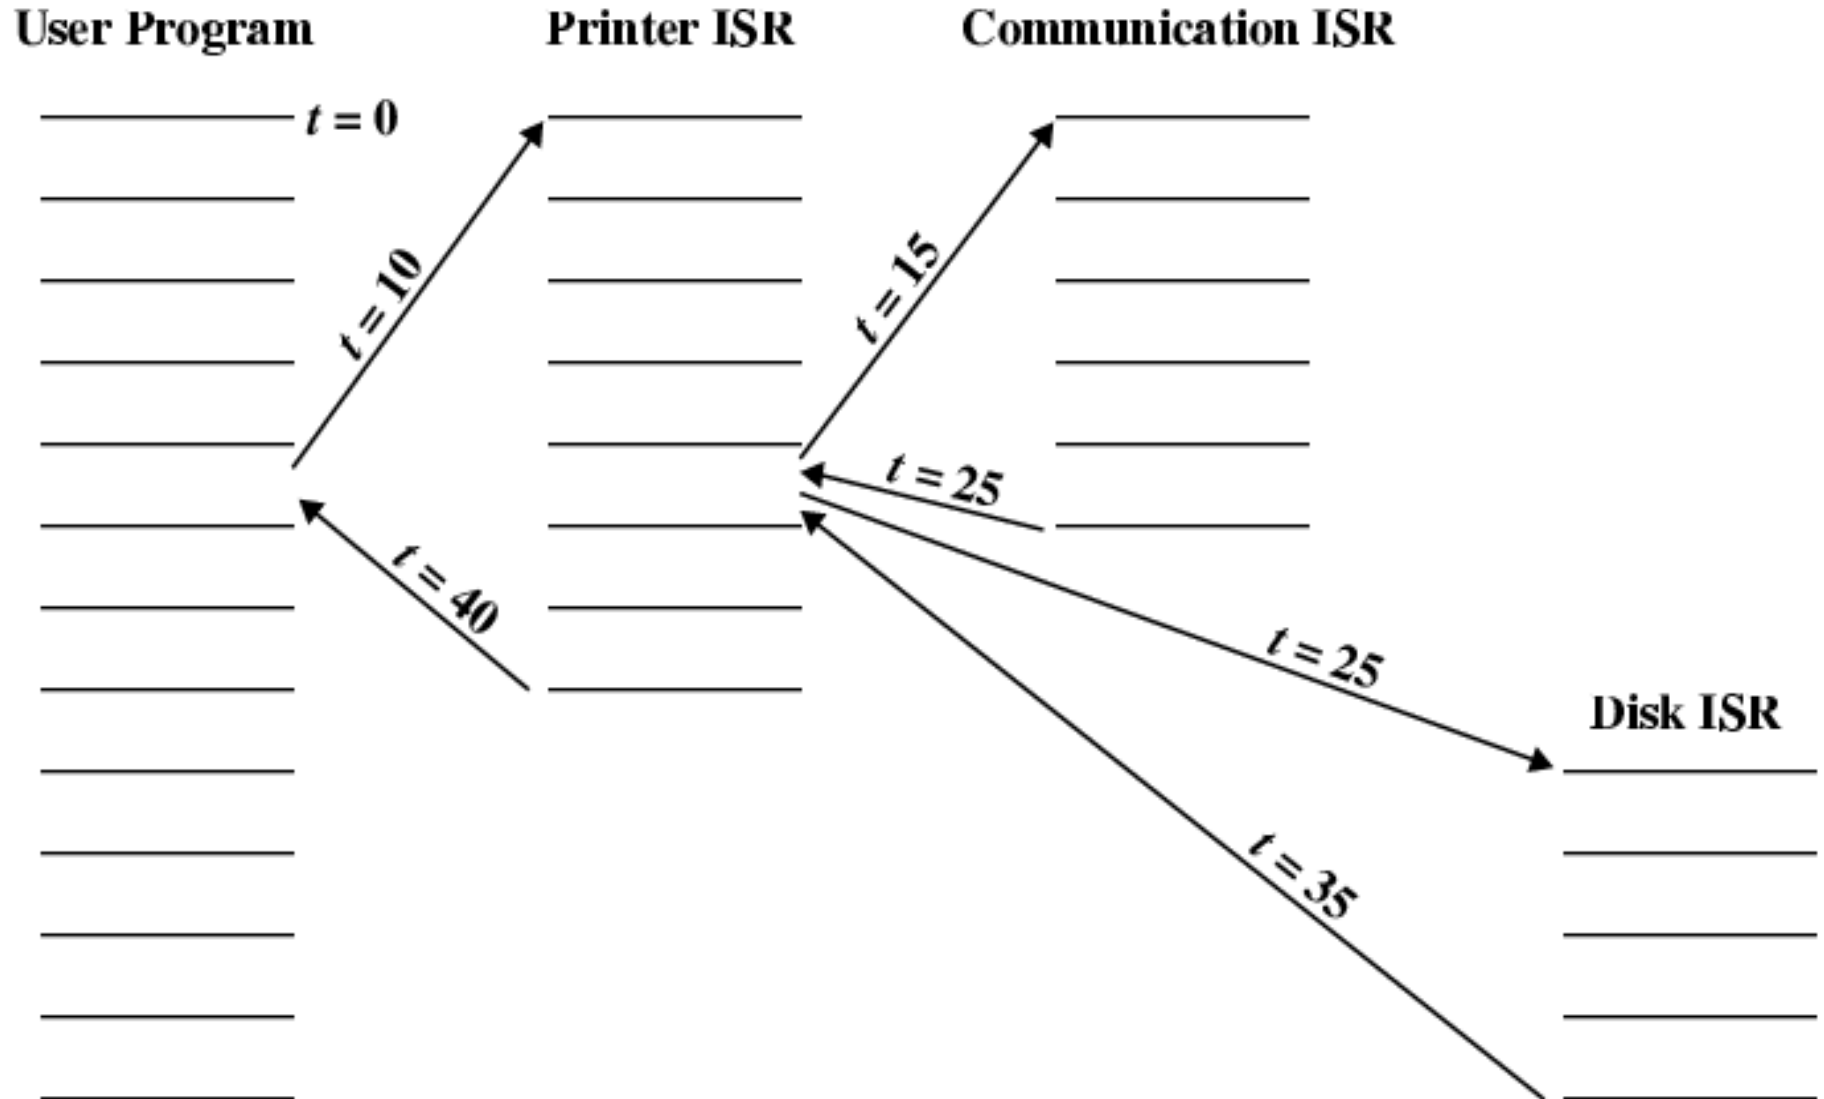 User Program
Printer ISR
Communication ISR
t = 0
t = 10
t = 15
t = 25
t = 40
t = 25
Disk ISR
t = 35